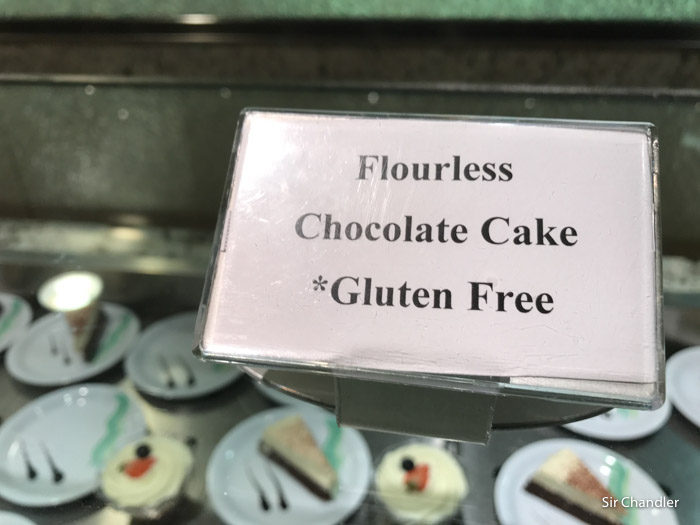 Flourless
Chocolate Cake
*Gluten Free
Sir Chandler